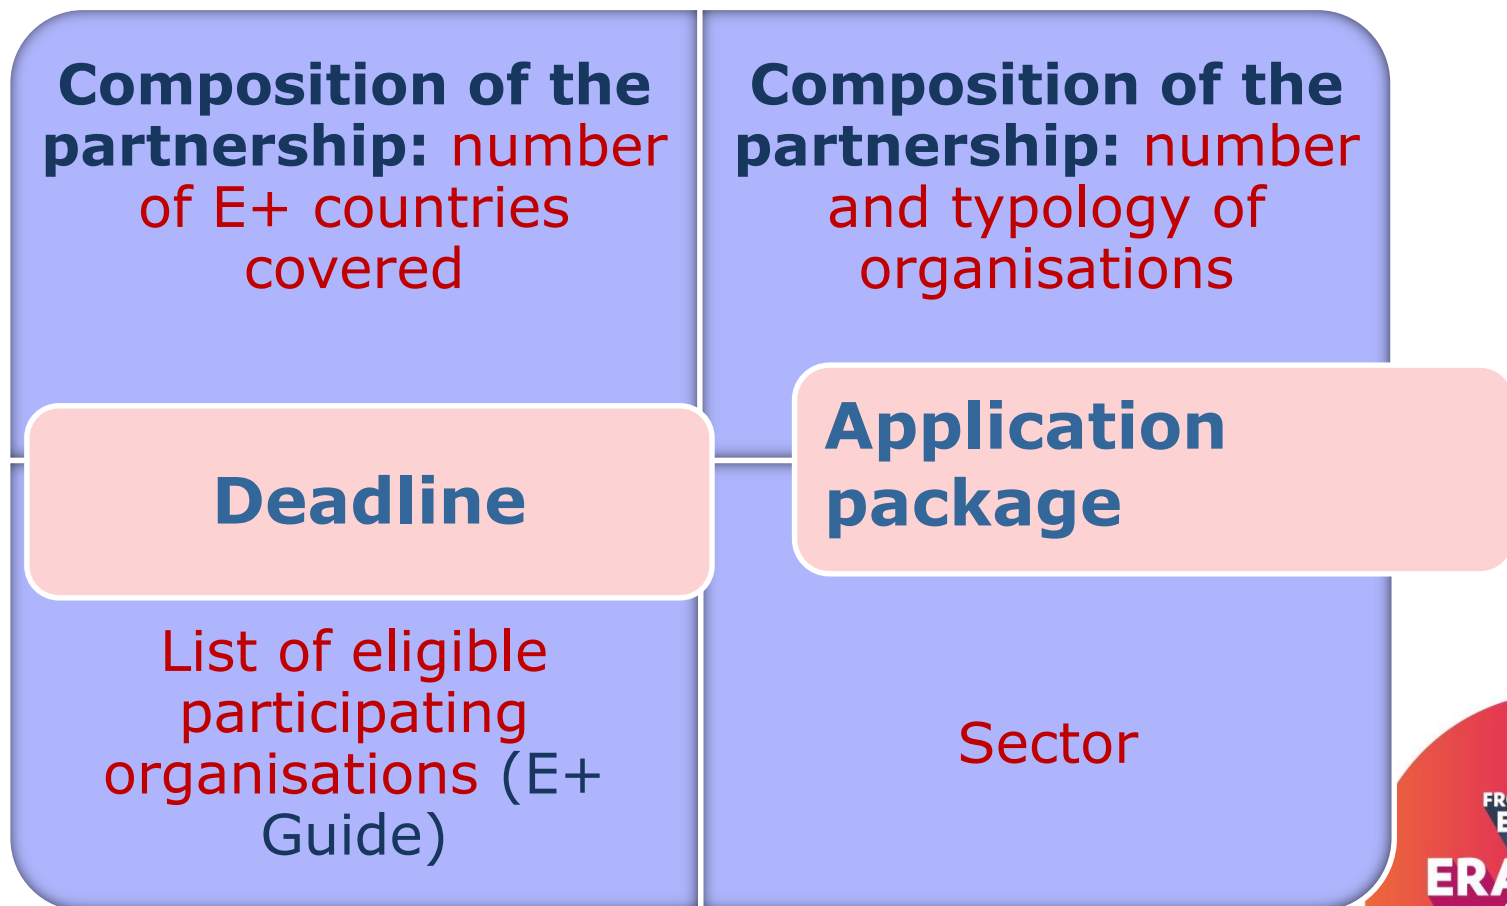 Composition of the
partnership: number
of E+ countries
covered
Composition of the
partnership: number
and typology of
organisations
Deadline
Application
package
List of eligible
participating
organisations (E+
Guide)
Sector